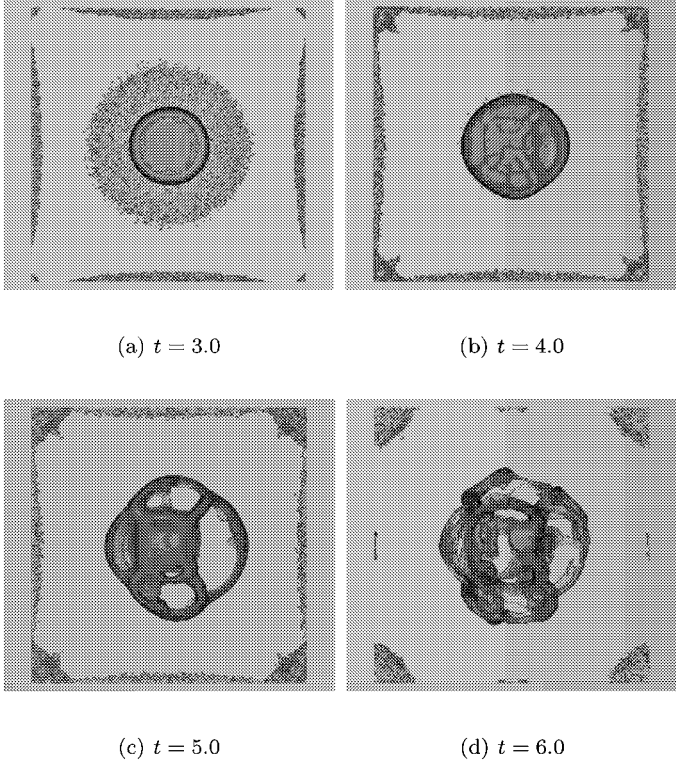 (a) t = 3.0
(b) t = 4.0
(c) t = 5.0
(d) t = 6.0